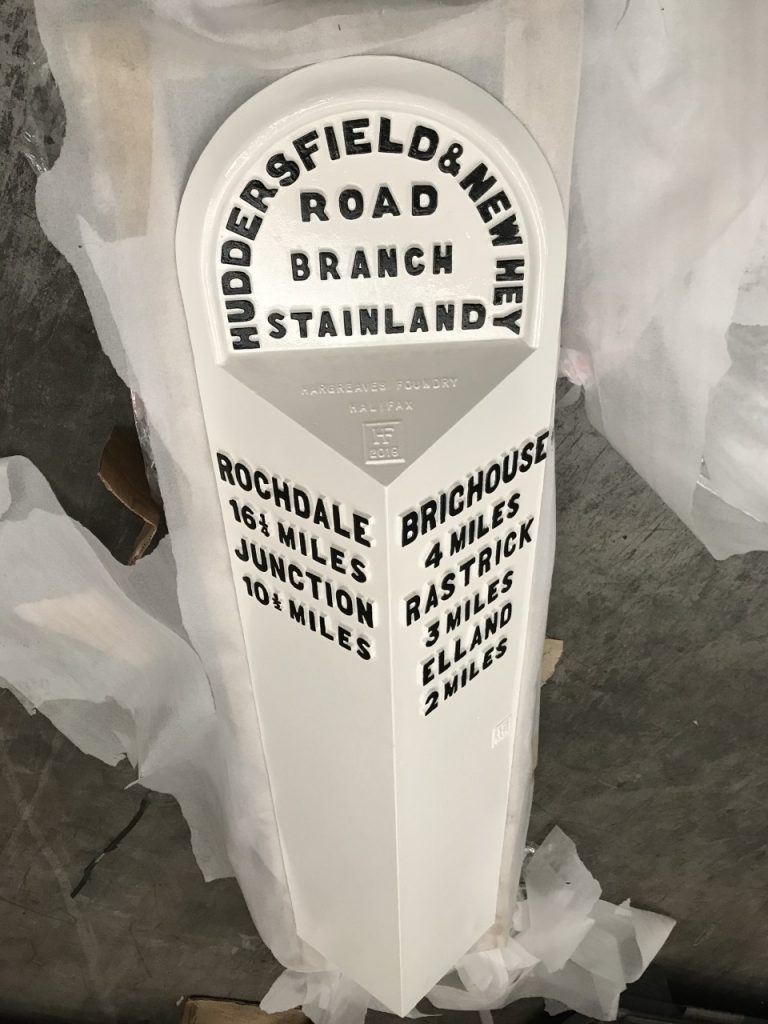 HUDDERSFIELD & NEW HEY
ROAD
BRANCH
STAINLAND
HARGREAVES FOUNDRY
HALIFAX
HF
2019
ROCHDALE
16½ MILES
JUNCTION
10½ MILES
BRIGHOUSE
4 MILES
RASTRICK
3 MILES
ELLAND
2 MILES